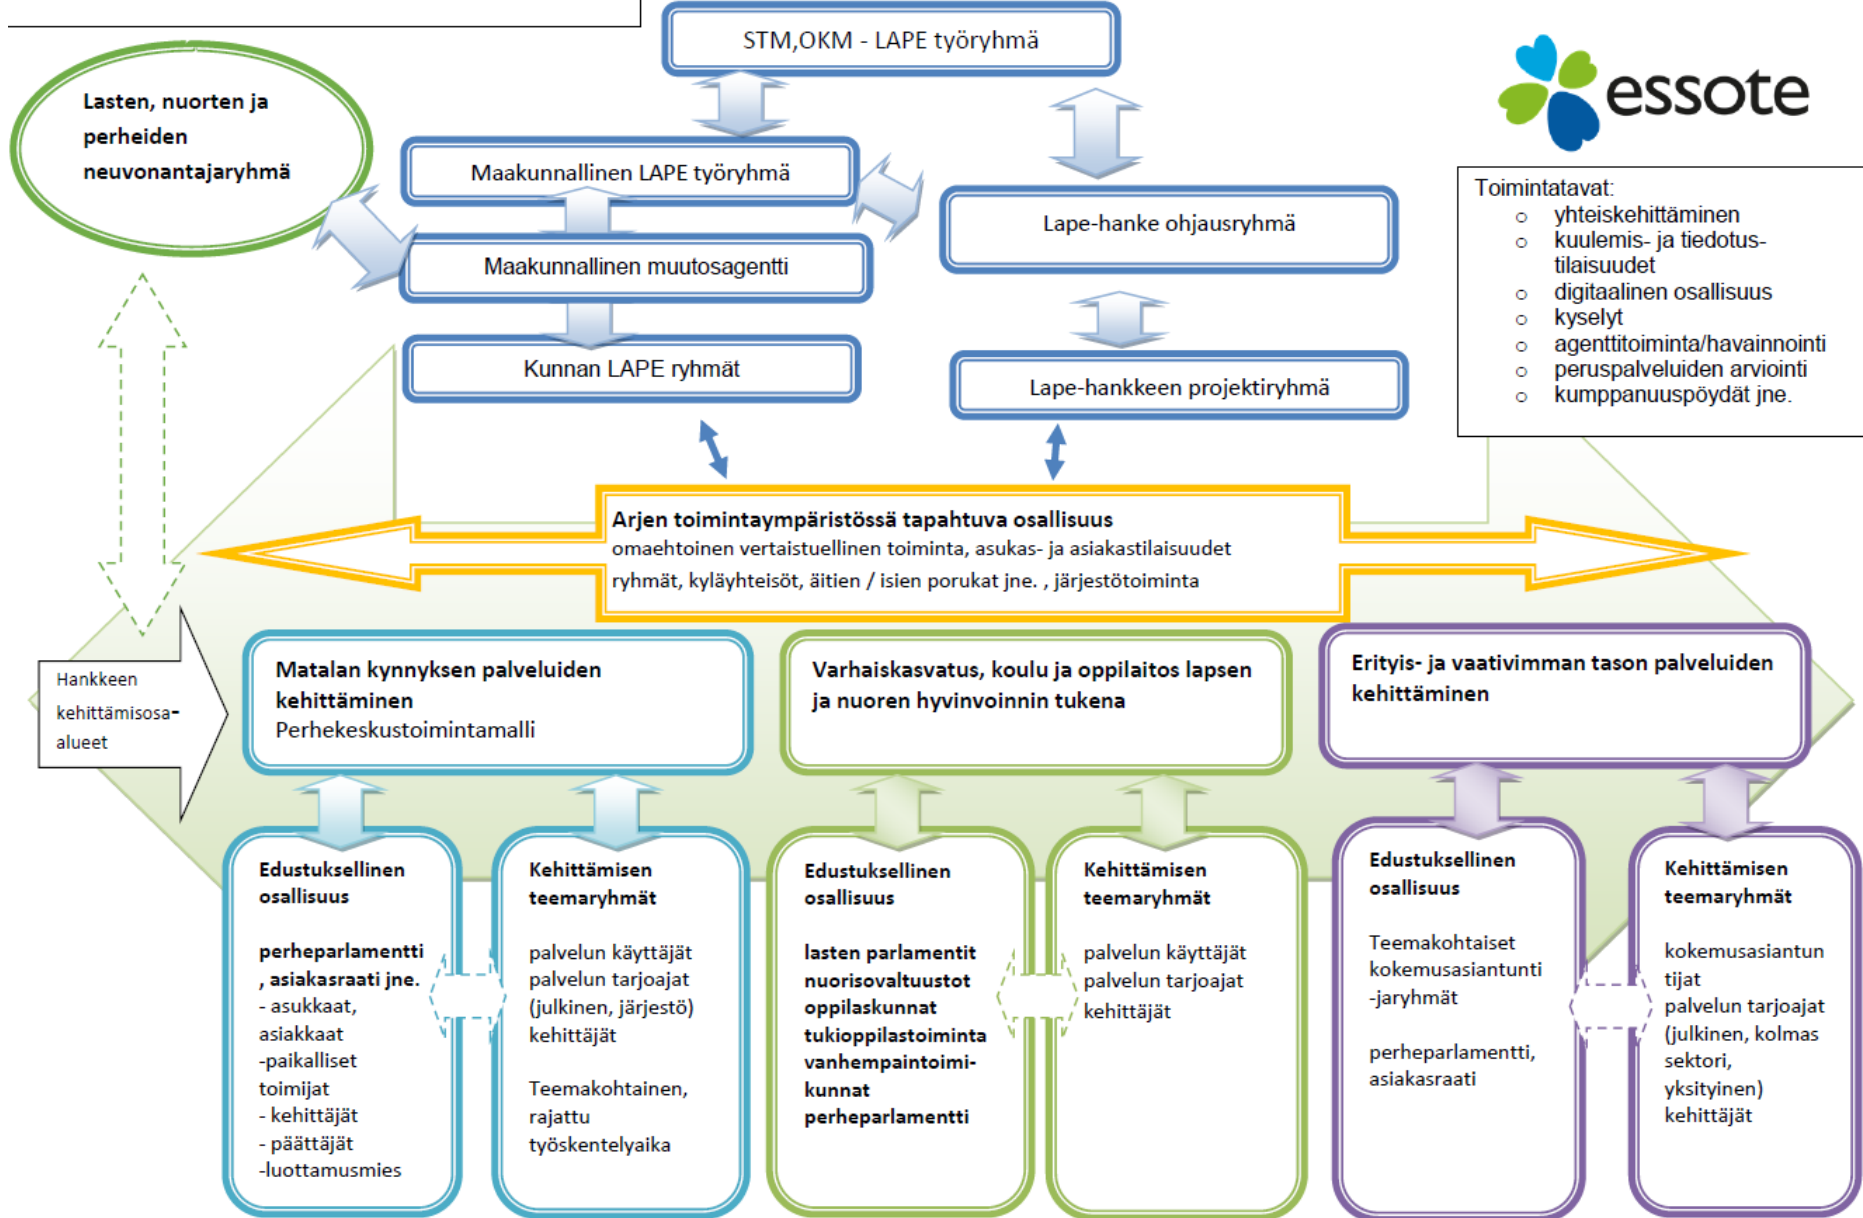 STM,OKM - LAPE työryhmä
essote
Lasten, nuorten ja
perheiden
neuvonantajaryhmä
Maakunnallinen LAPE työryhmä
Maakunnallinen muutosagentti
Kunnan LAPE ryhmät
Lape-hanke ohjausryhmä
Lape-hankkeen projektiryhmä
Toimintatavat:
o yhteiskehittäminen
o kuulemis- ja tiedotus-
tilaisuudet
o digitaalinen osallisuus
o kyselyt
o agenttitoiminta/havainnointi
o peruspalveluiden arviointi
o kumppanuuspöydät jne.
Arjen toimintaympäristössä tapahtuva osallisuus
omaehtoinen vertaistuellinen toiminta, asukas- ja asiakastilaisuudet
ryhmät, kyläyhteisöt, äitien / isien porukat jne. , järjestötoiminta
Hankkeen
kehittämisosa-
alueet
Matalan kynnyksen palveluiden
kehittäminen
Perhekeskustoimintamalli
Varhaiskasvatus, koulu ja oppilaitos lapsen
ja nuoren hyvinvoinnin tukena
Erityis- ja vaativimman tason palveluiden
kehittäminen
Edustuksellinen
osallisuus
perheparlamentti
, asiakasraati jne.
- asukkaat,
asiakkaat
-paikalliset
toimijat
- kehittäjät
- päättäjät
-luottamusmies
Kehittämisen
teemaryhmät
palvelun käyttäjät
palvelun tarjoajat
(julkinen, järjestö)
kehittäjät
Teemakohtainen,
rajattu
työskentelyaika
Edustuksellinen
osallisuus
lasten parlamentit
nuorisovaltuustot
oppilaskunnat
tukioppilastoiminta
vanhempaintoimi-
kunnat
perheparlamentti
Kehittämisen
teemaryhmät
palvelun käyttäjät
palvelun tarjoajat
kehittäjät
Edustuksellinen
osallisuus
Teemakohtaiset
kokemusasiantunti
-jaryhmät
perheparlamentti,
asiakasraati
Kehittämisen
teemaryhmät
kokemusasiantun
tijat
palvelun tarjoajat
(julkinen, kolmas
sektori,
yksityinen)
kehittäjät